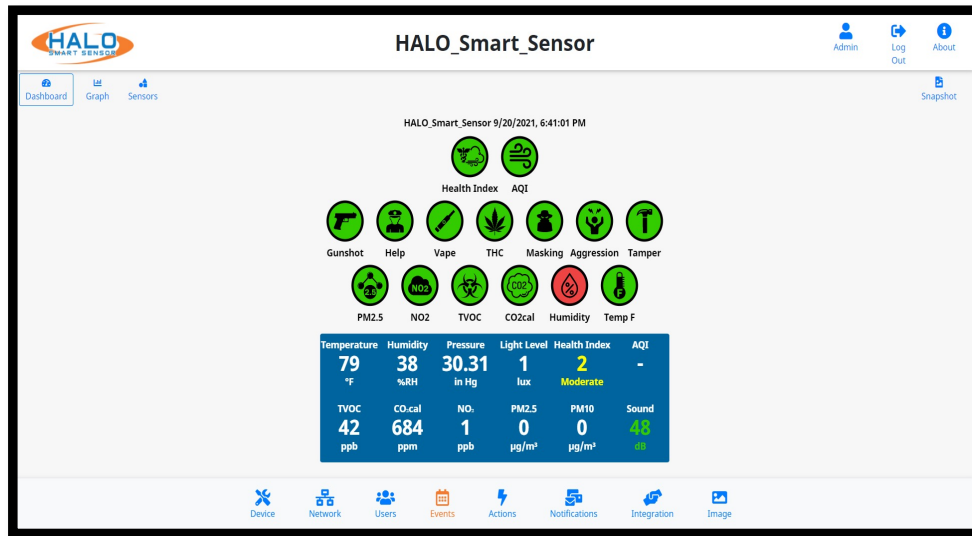 HALO
SMART SENSOR
HALO_Smart_Sensor
Admin
Log
Out
About
Dashboard
Graph
Sensors
Snapshot
HALO_Smart_Sensor 9/20/2021, 6:41:01 PM
Health Index AQI
Gunshot Help Vape THC Masking Aggression Tamper
2.5 NO2 CO2 F
PM2.5 NO2 TVOC CO2cal Humidity Temp F
Temperature Humidity Pressure Light Level Health Index AQI
79 38 30.31 1 2 -
°F %RH in Hg lux Moderate
TVOC CO₂cal NO₂ PM2.5 PM10 Sound
42 684 1 0 0 48
ppb ppm ppb µg/m³ µg/m³ dB
Device Network Users Events Actions Notifications Integration Image